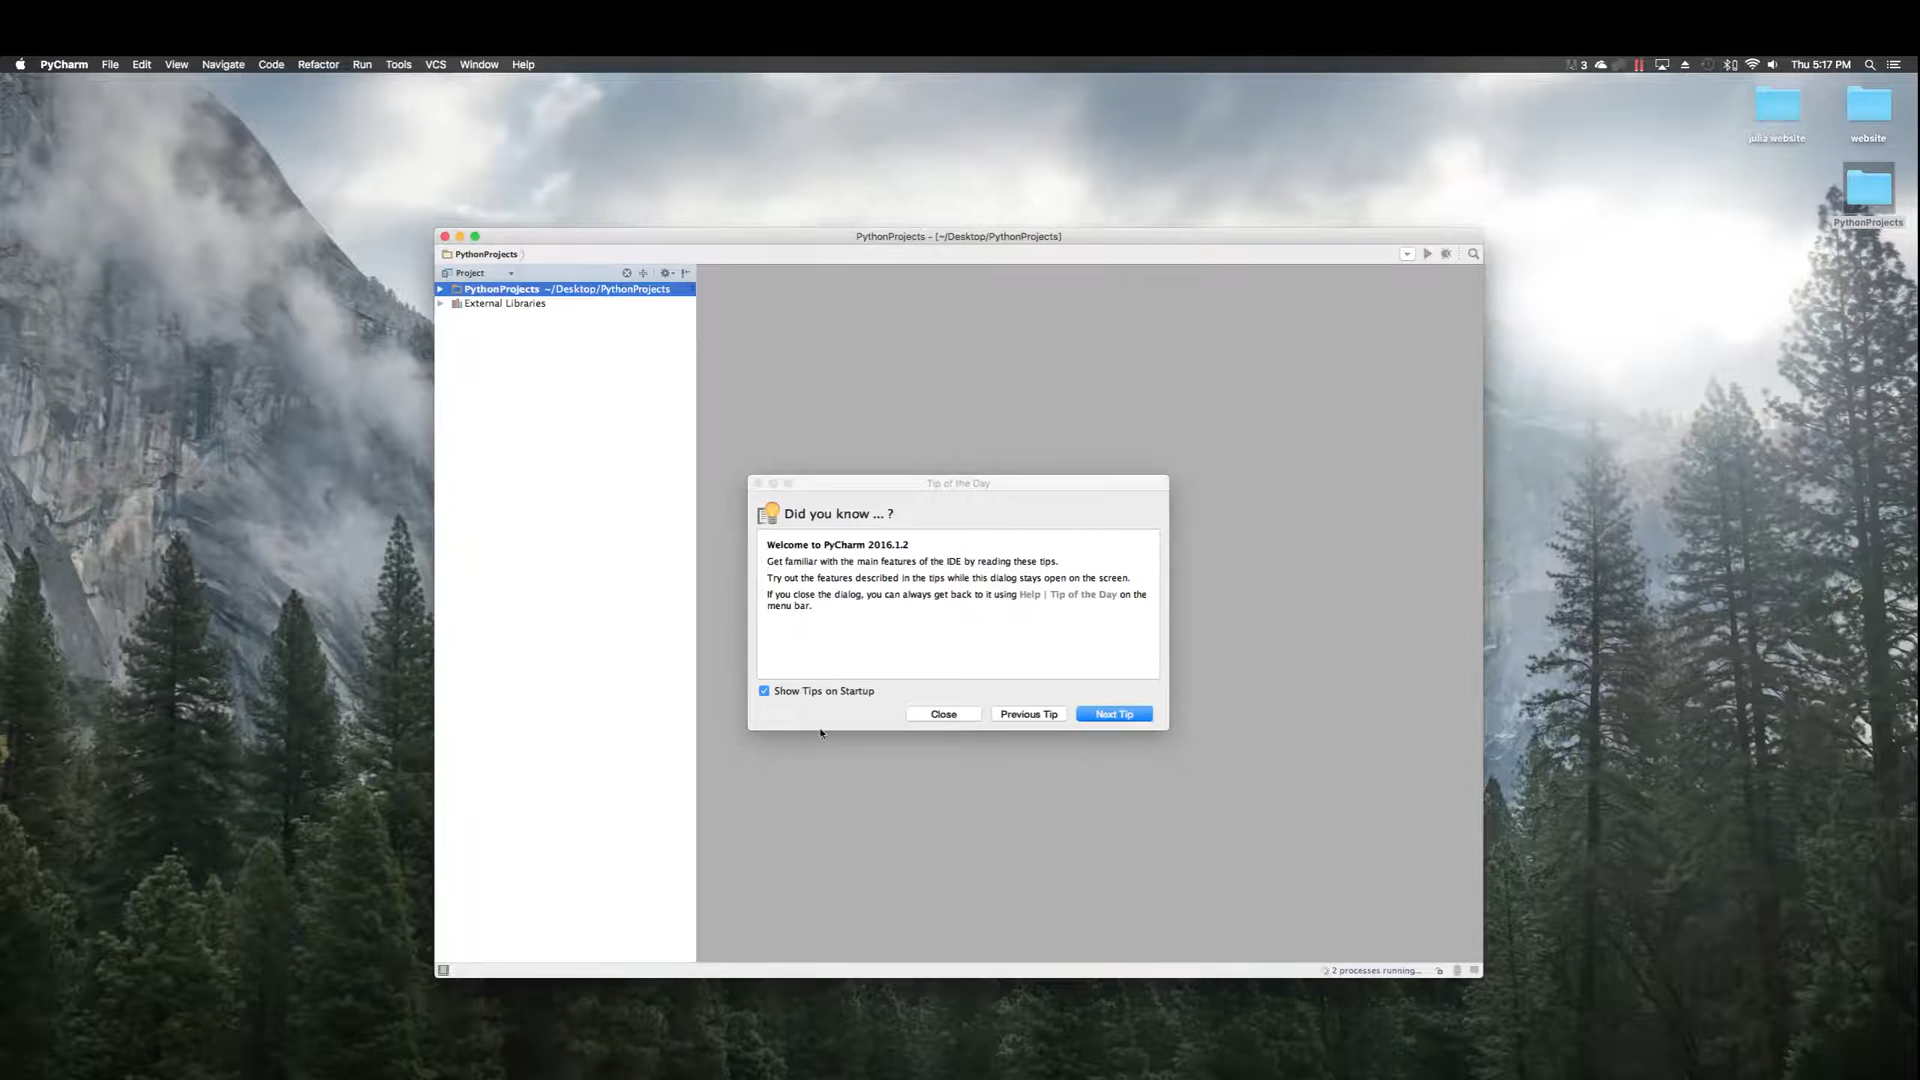 PyCharm File Edit View Navigate Code Refactor Run Tools VCS Window Help 3 Thu 5:17 PM
julia website website
PythonProjects
PythonProjects - [~/Desktop/PythonProjects]
PythonProjects
Project
PythonProjects ~/Desktop/PythonProjects
External Libraries
Tip of the Day
Did you know ... ?
Welcome to PyCharm 2016.1.2
Get familiar with the main features of the IDE by reading these tips.
Try out the features described in the tips while this dialog stays open on the screen.
If you close the dialog, you can always get back to it using Help | Tip of the Day on the
menu bar.
Show Tips on Startup
Close Previous Tip Next Tip
2 processes running...